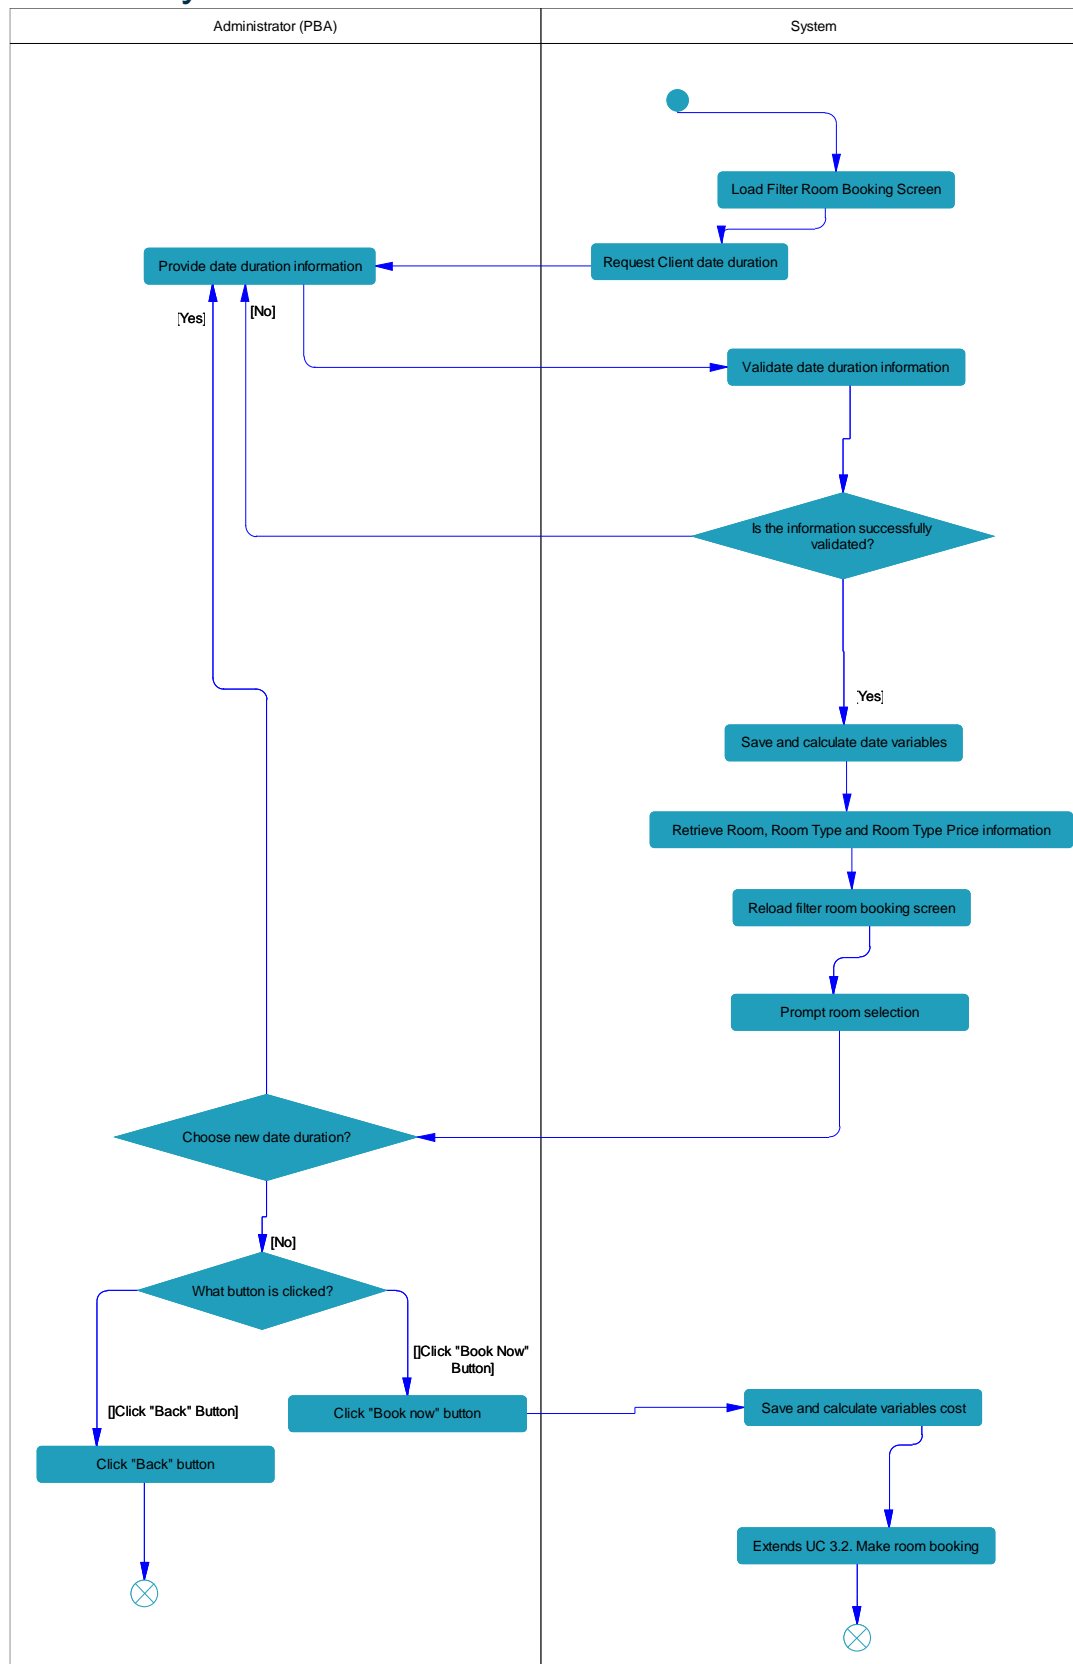 Administrator (PBA)
System
Load Filter Room Booking Screen
Request Client date duration
Provide date duration information
[Yes]
[No]
Validate date duration information
Is the information successfully
validated?
[Yes]
Save and calculate date variables
Retrieve Room, Room Type and Room Type Price information
Reload filter room booking screen
Prompt room selection
Choose new date duration?
[No]
What button is clicked?
[]Click "Book Now"
Button]
[]Click "Back" Button]
Click "Book now" button
Save and calculate variables cost
Click "Back" button
Extends UC 3.2. Make room booking